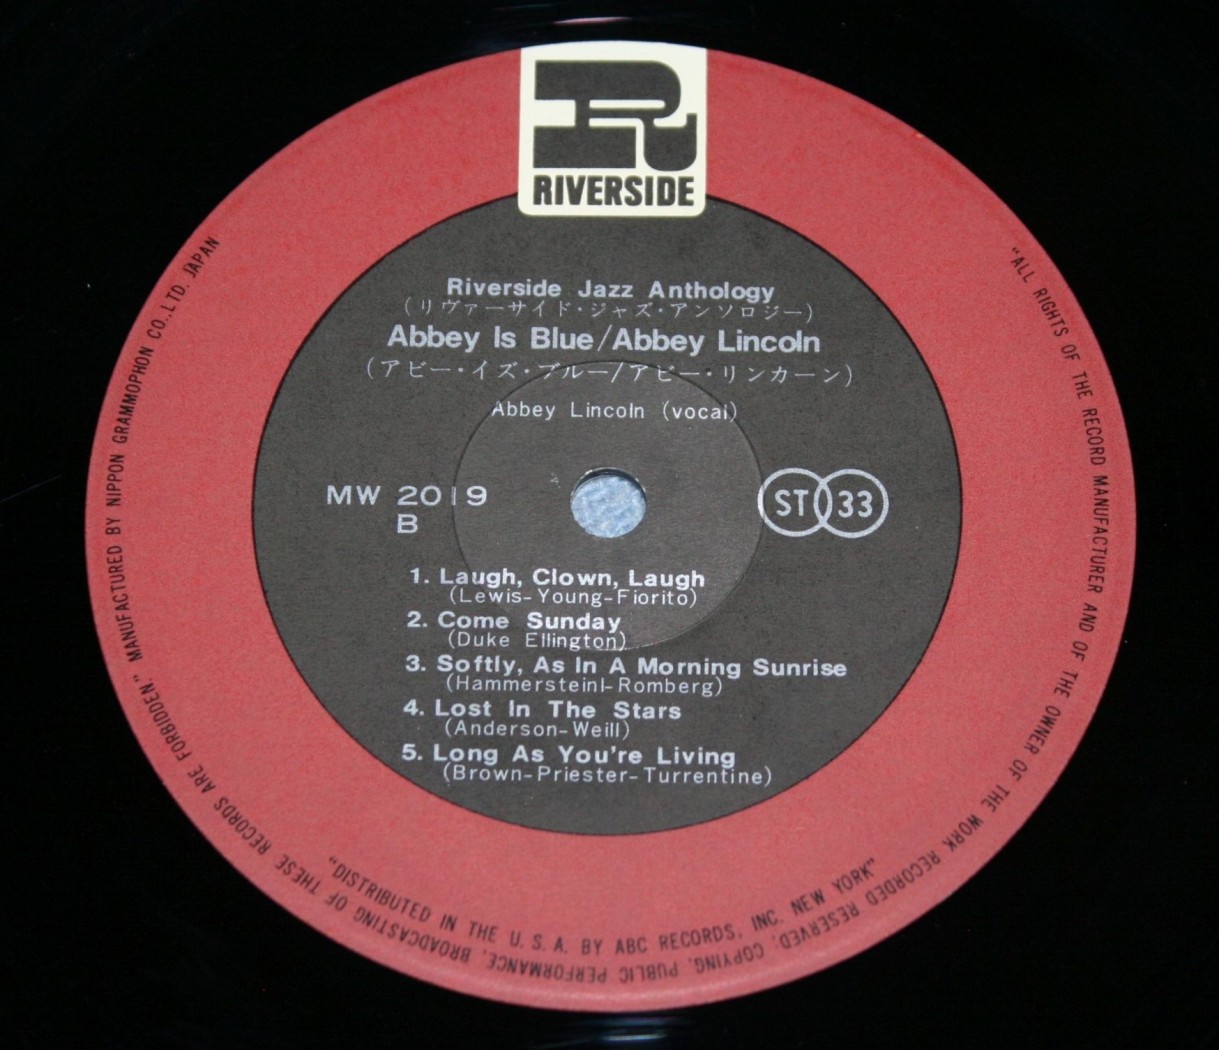 R
RIVERSIDE
Riverside Jazz Anthology
(リヴァーサイド・ジャズ・アンソロジー)
Abbey Is Blue/Abbey Lincoln
(アビー・イズ・ブルー/アビー・リンカーン)
Abbey Lincoln (vocal)
MW 2019
B
ST 33
1. Laugh, Clown, Laugh
(Lewis-Young-Fiorito)
2. Come Sunday
(Duke Ellington)
3. Softly, As In A Morning Sunrise
(Hammersteinl-Romberg)
4. Lost In The Stars
(Anderson-Weill)
5. Long As You're Living
(Brown-Priester-Turrentine)
"DISTRIBUTED IN THE U. S. A. BY ABC RECORDS, INC. NEW YORK"
"ALL RIGHTS OF THE RECORD MANUFACTURER AND OF THE OWNER OF THE WORK RECORDED RESERVED. COPYING, PUBLIC PERFORMANCE, BROADCASTING OF THESE RECORDS ARE FORBIDDEN." MANUFACTURED BY NIPPON GRAMMOPHON CO., LTD. JAPAN